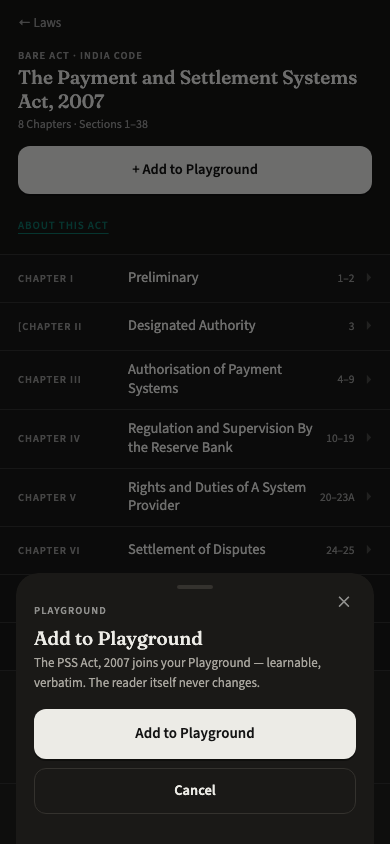 ← Laws
BARE ACT · INDIA CODE
The Payment and Settlement Systems
Act, 2007
8 Chapters · Sections 1–38
+ Add to Playground
ABOUT THIS ACT
CHAPTER I Preliminary 1–2
[CHAPTER II Designated Authority 3
CHAPTER III Authorisation of Payment
Systems 4–9
CHAPTER IV Regulation and Supervision By
the Reserve Bank 10–19
CHAPTER V Rights and Duties of A System
Provider 20–23A
CHAPTER VI Settlement of Disputes 24–25
PLAYGROUND
Add to Playground
The PSS Act, 2007 joins your Playground — learnable,
verbatim. The reader itself never changes.
Add to Playground
Cancel